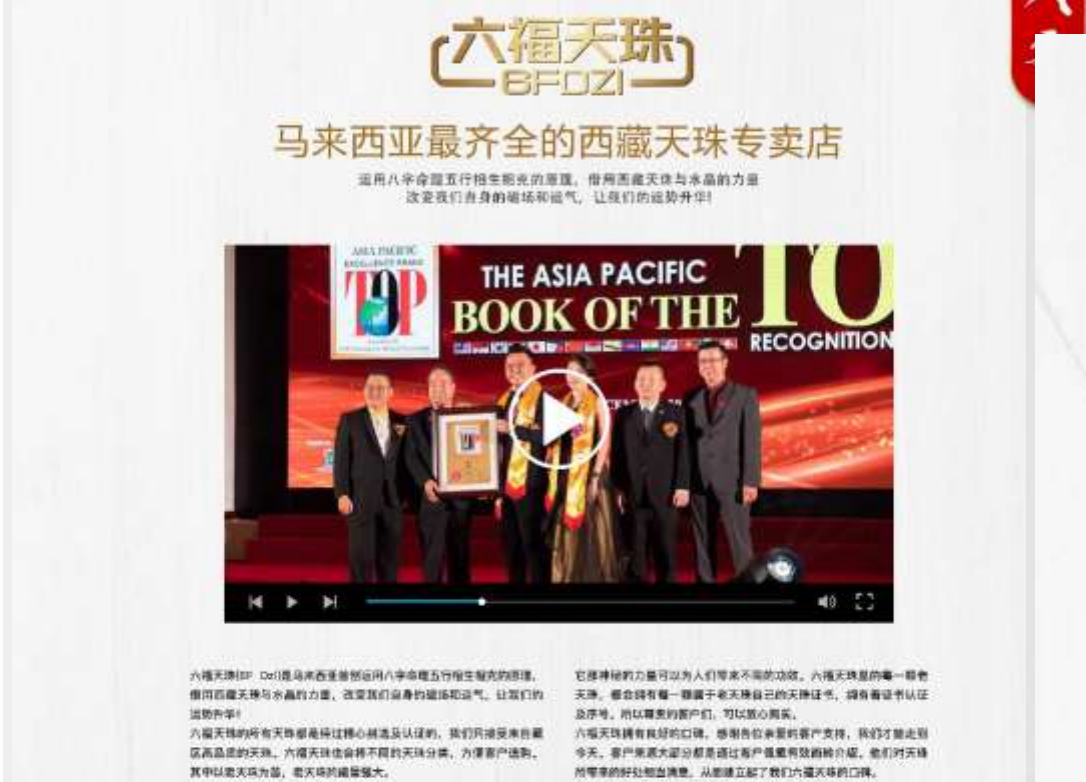 六福天珠
6FDZI
马来西亚最齐全的西藏天珠专卖店
运用八字命理五行相生相克的原理，借用西藏天珠与水晶的力量
改变我们自身的磁场和运气，让我们的运势升华！
ASIA PACIFIC
EXCELLENCE BRAND
TOP
THE ASIA PACIFIC
BOOK OF THE
TO
RECOGNITION
六福天珠(6F Dzi)是马来西亚首创运用八字命理五行相生相克的原理，
借用西藏天珠与水晶的力量，改变我们自身的磁场和运气，让我们的
运势升华！
六福天珠的所有天珠都是经过精心挑选及认证的，我们只接受来自藏
区高品质的天珠。六福天珠也会将不同的天珠分类，方便客户选购。
其中以老天珠为首，老天珠的能量强大。
它那神秘的力量可以为人们带来不同的功效。六福天珠里的每一颗老
天珠，都会拥有每一颗属于老天珠自己的天珠证书，拥有着证书认证
及序号。所以尊贵的客户们，可以放心购买。
六福天珠拥有良好的口碑，感谢各位亲爱的客户支持，我们才能走到
今天。客户来源大部分都是通过客户佩戴有效而转介绍，他们对天珠
所带来的好处相当满意，从而建立起了我们六福天珠的口碑。